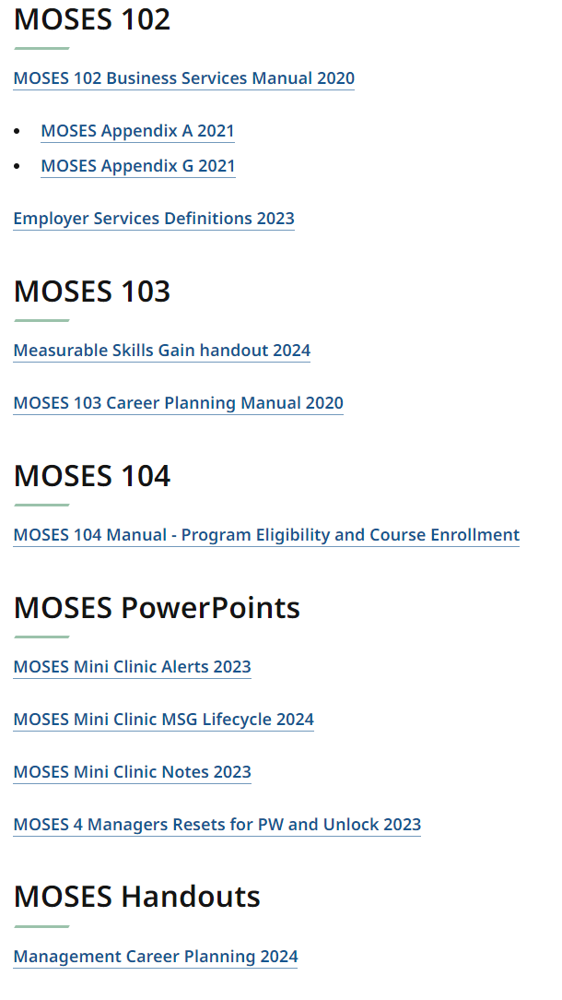 MOSES 102
MOSES 102 Business Services Manual 2020
• MOSES Appendix A 2021
• MOSES Appendix G 2021
Employer Services Definitions 2023
MOSES 103
Measurable Skills Gain handout 2024
MOSES 103 Career Planning Manual 2020
MOSES 104
MOSES 104 Manual - Program Eligibility and Course Enrollment
MOSES PowerPoints
MOSES Mini Clinic Alerts 2023
MOSES Mini Clinic MSG Lifecycle 2024
MOSES Mini Clinic Notes 2023
MOSES 4 Managers Resets for PW and Unlock 2023
MOSES Handouts
Management Career Planning 2024